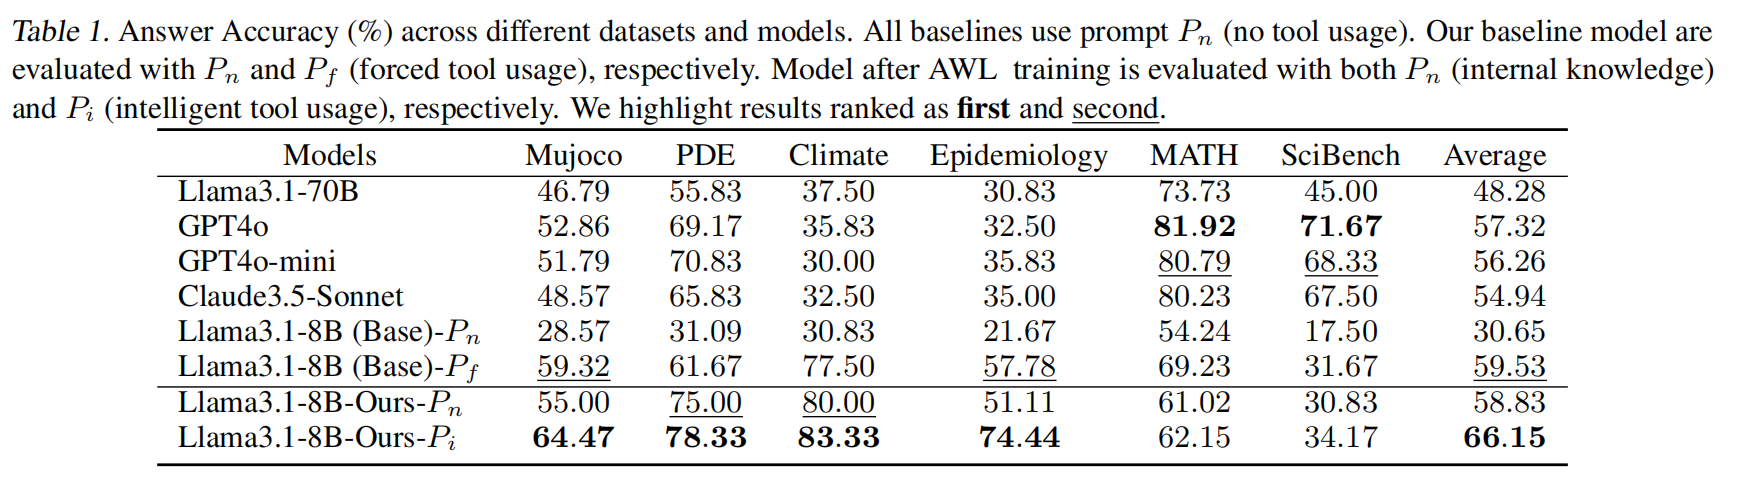 Table 1. Answer Accuracy (%) across different datasets and models. All baselines use prompt Pn (no tool usage). Our baseline model are
evaluated with Pn and Pf (forced tool usage), respectively. Model after AWL training is evaluated with both Pn (internal knowledge)
and Pi (intelligent tool usage), respectively. We highlight results ranked as first and second.
Models Mujoco PDE Climate Epidemiology MATH SciBench Average
Llama3.1-70B 46.79 55.83 37.50 30.83 73.73 45.00 48.28
GPT4o 52.86 69.17 35.83 32.50 81.92 71.67 57.32
GPT4o-mini 51.79 70.83 30.00 35.83 80.79 68.33 56.26
Claude3.5-Sonnet 48.57 65.83 32.50 35.00 80.23 67.50 54.94
Llama3.1-8B (Base)-Pn 28.57 31.09 30.83 21.67 54.24 17.50 30.65
Llama3.1-8B (Base)-Pf 59.32 61.67 77.50 57.78 69.23 31.67 59.53
Llama3.1-8B-Ours-Pn 55.00 75.00 80.00 51.11 61.02 30.83 58.83
Llama3.1-8B-Ours-Pi 64.47 78.33 83.33 74.44 62.15 34.17 66.15